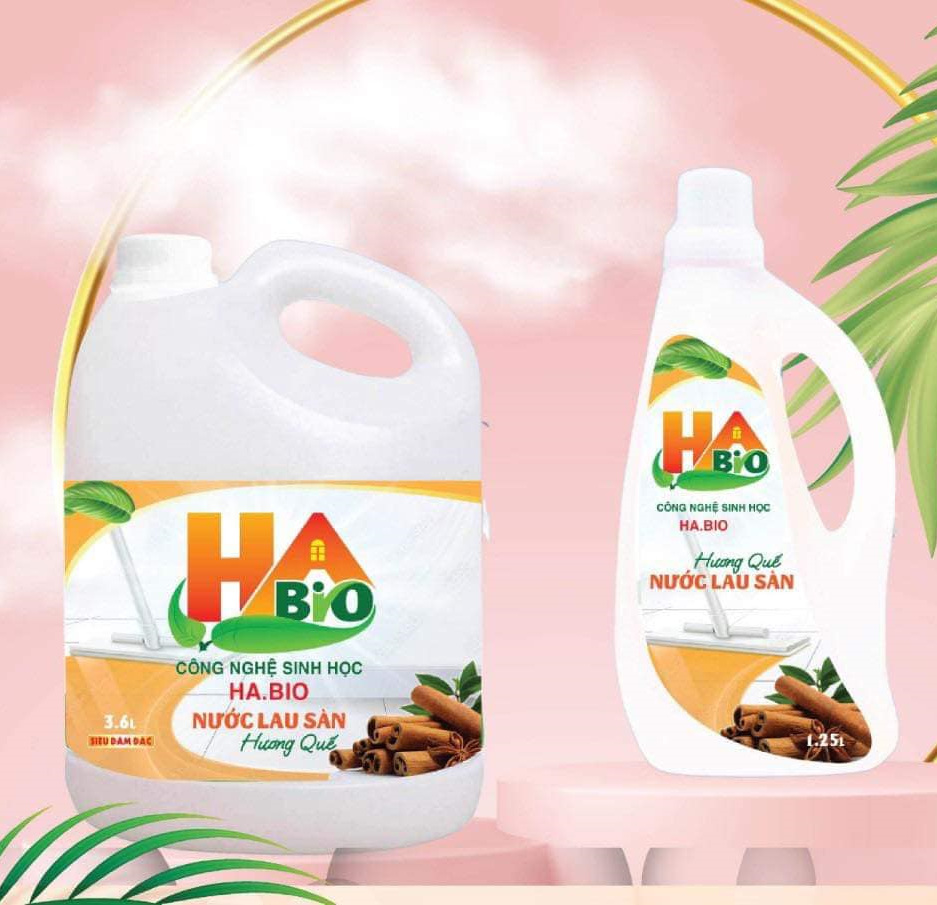 HA
BiO
CÔNG NGHỆ SINH HỌC
HA.BIO
NƯỚC LAU SÀN
Hương Quế
3.6L
SIÊU ĐẬM ĐẶC
HA
BiO
CÔNG NGHỆ SINH HỌC
HA.BIO
Hương Quế
NƯỚC LAU SÀN
1.25L